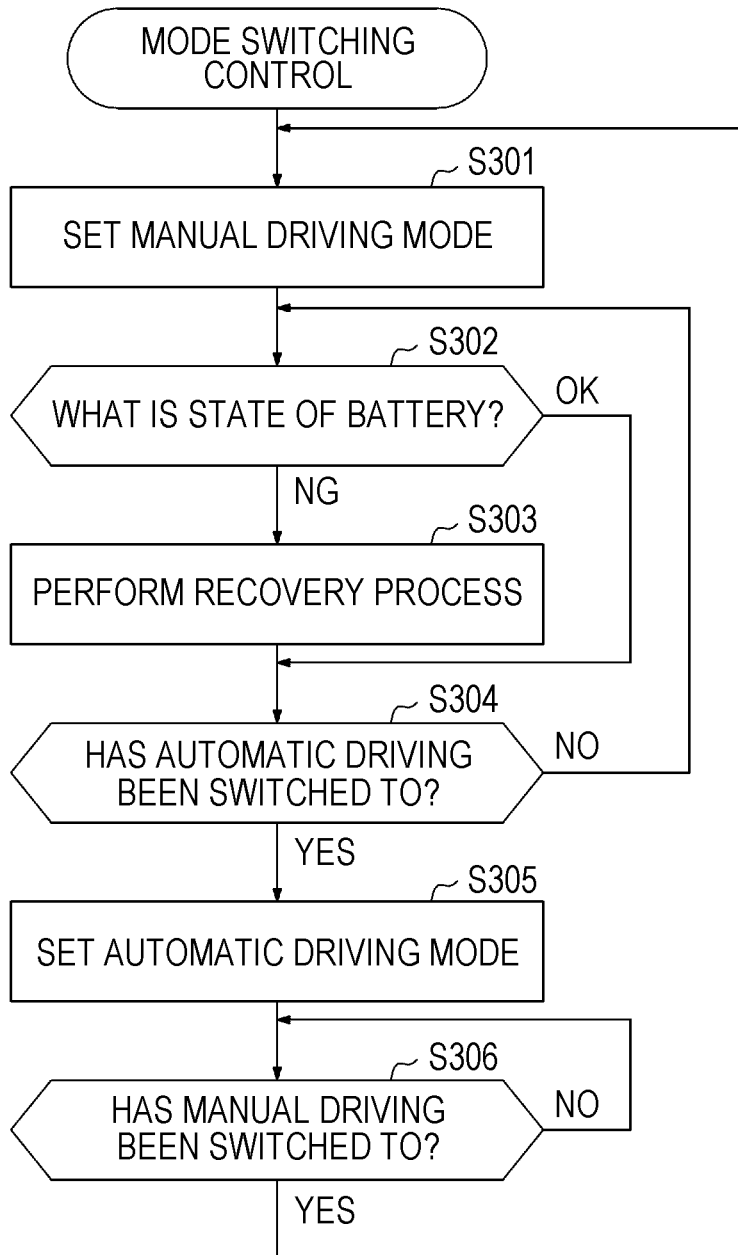 MODE SWITCHING
CONTROL
S301
SET MANUAL DRIVING MODE
S302
WHAT IS STATE OF BATTERY?
OK
NG
S303
PERFORM RECOVERY PROCESS
S304
HAS AUTOMATIC DRIVING
BEEN SWITCHED TO?
NO
YES
S305
SET AUTOMATIC DRIVING MODE
S306
HAS MANUAL DRIVING
BEEN SWITCHED TO?
NO
YES